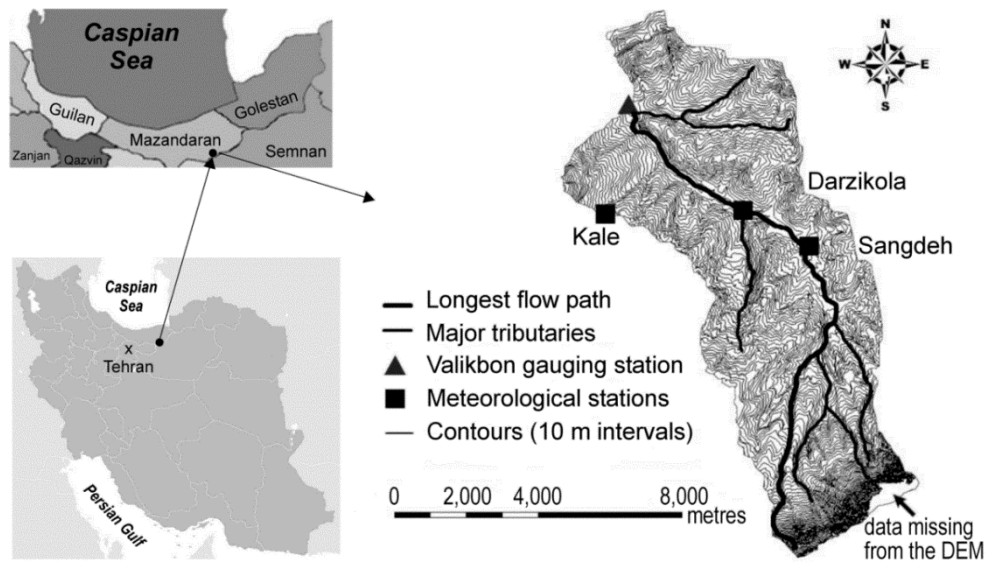 Caspian
Sea
Guilan
Mazandaran
Golestan
Zanjan
Qazvin
Semnan
Caspian
Sea
x
Tehran
Persian Gulf
N
W
E
S
Darzikola
Kale
Sangdeh
Longest flow path
Major tributaries
Valikbon gauging station
Meteorological stations
Contours (10 m intervals)
0 2,000 4,000 8,000
metres
data missing
from the DEM